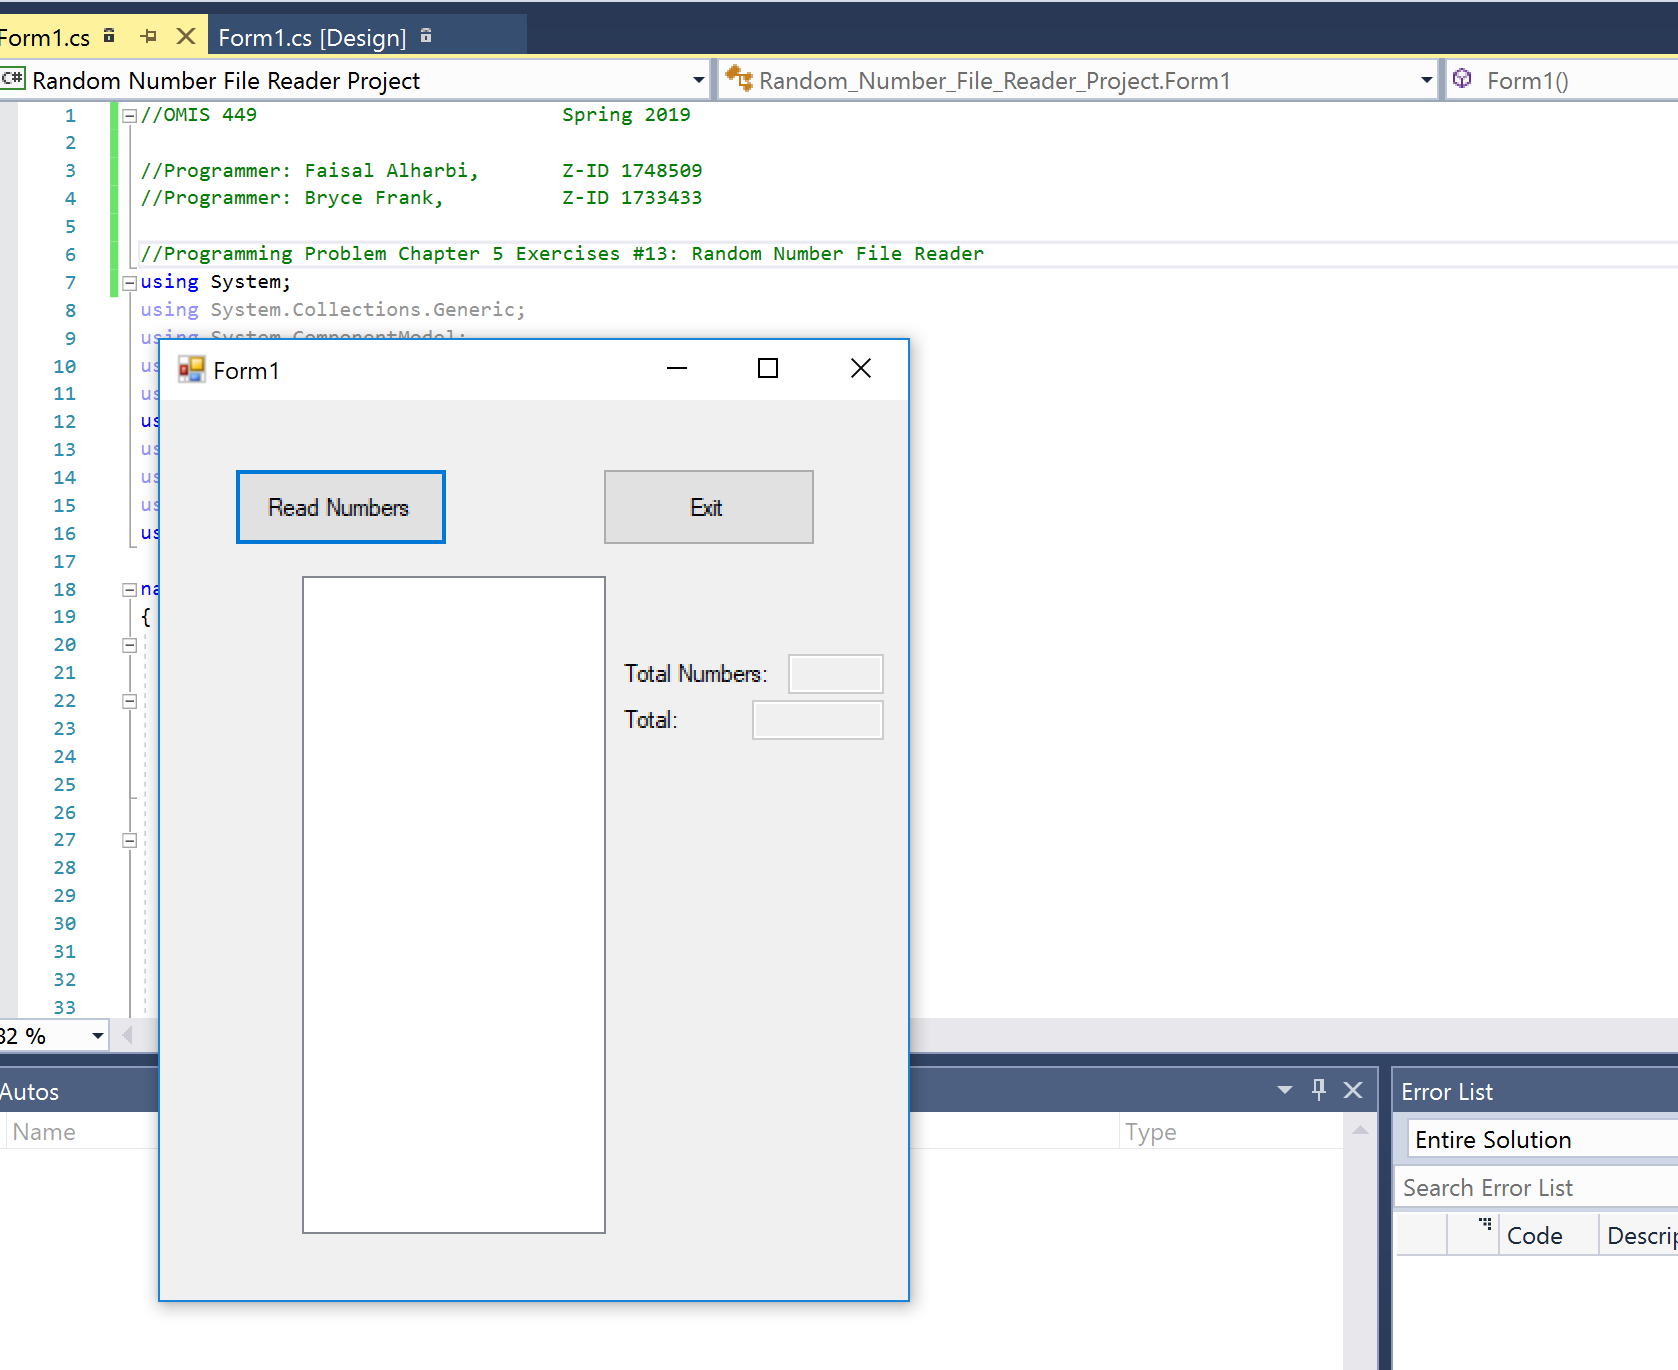 Form1.cs Form1.cs [Design]
C# Random Number File Reader Project Random_Number_File_Reader_Project.Form1 Form1()
1 //OMIS 449 Spring 2019
2
3 //Programmer: Faisal Alharbi, Z-ID 1748509
4 //Programmer: Bryce Frank, Z-ID 1733433
5
6 //Programming Problem Chapter 5 Exercises #13: Random Number File Reader
7 using System;
8 using System.Collections.Generic;
9 using System.ComponentModel;
10 us
11 us
12 us
13 us
14 us
15 us
16 us
17
18 na
19 {
20
21
22
23
24
25
26
27
28
29
30
31
32
33
Form1
Read Numbers Exit
Total Numbers:
Total:
82 %
Autos
Name Type
Error List
Entire Solution
Search Error List
Code Descrip